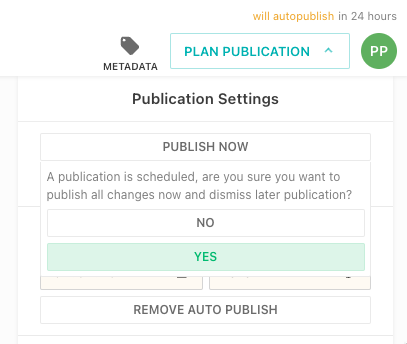 will autopublish in 24 hours
METADATA
PLAN PUBLICATION
PP
Publication Settings
PUBLISH NOW
A publication is scheduled, are you sure you want to
publish all changes now and dismiss later publication?
NO
YES
REMOVE AUTO PUBLISH